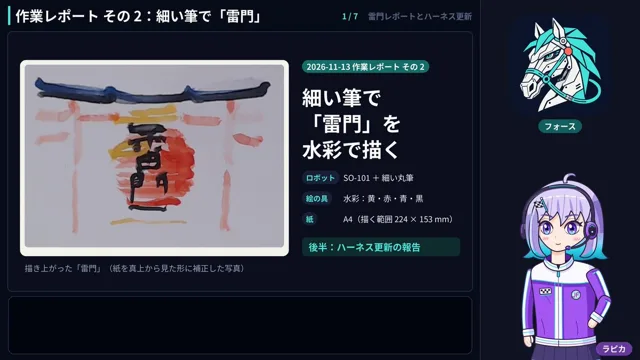 作業レポート その 2：細い筆で「雷門」
1 / 7 雷門レポートとハーネス更新
2026-11-13 作業レポート その 2
細い筆で
「雷門」を
水彩で描く
雷門
ロボット SO-101 ＋ 細い丸筆
絵の具 水彩：黄・赤・青・黒
紙 A4（描く範囲 224 × 153 mm）
後半：ハーネス更新の報告
描き上がった「雷門」（紙を真上から見た形に補正した写真）
フォース
ラピカ